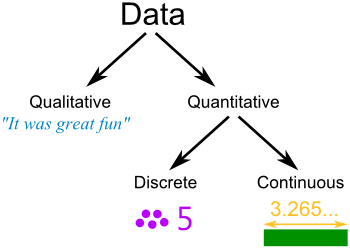 Data
Qualitative Quantitative
"It was great fun"
Discrete Continuous
5 3.265...